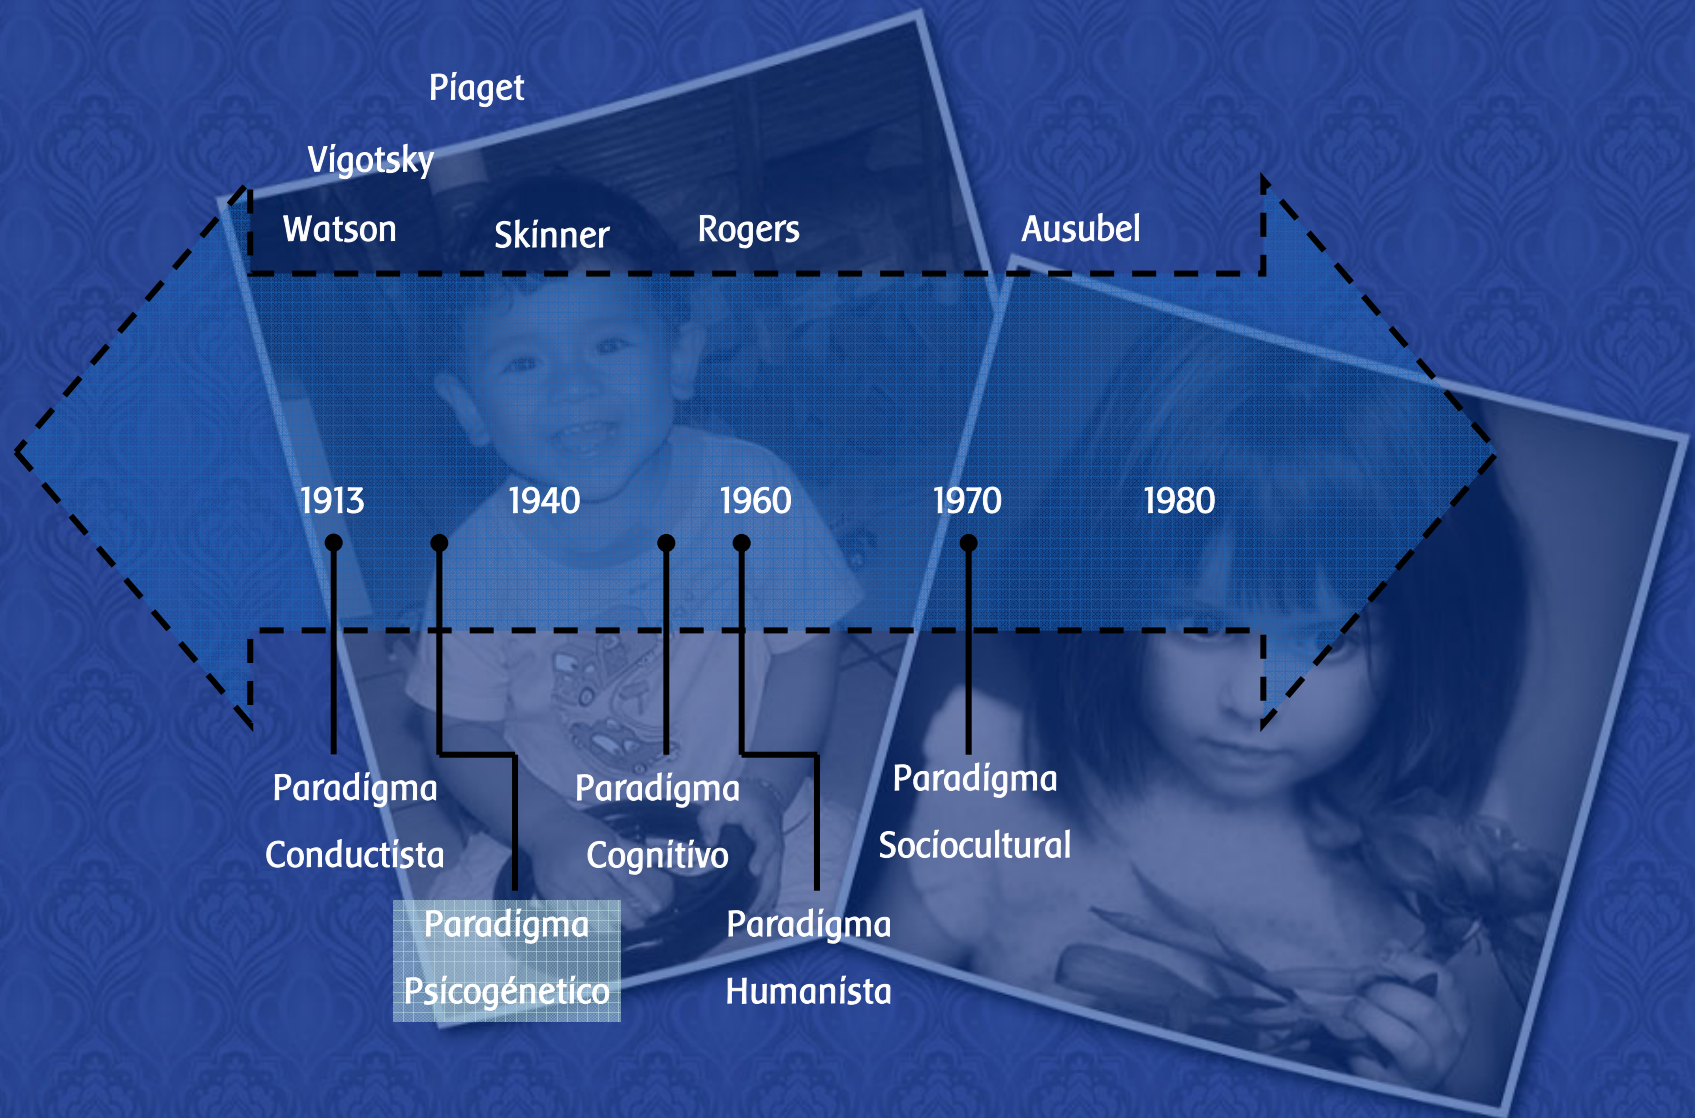 Piaget
Vigotsky
Watson
Skinner
Rogers
Ausubel
1913
1940
1960
1970
1980
Paradigma
Conductista
Paradigma
Psicogénetico
Paradigma
Cognitivo
Paradigma
Humanista
Paradigma
Sociocultural